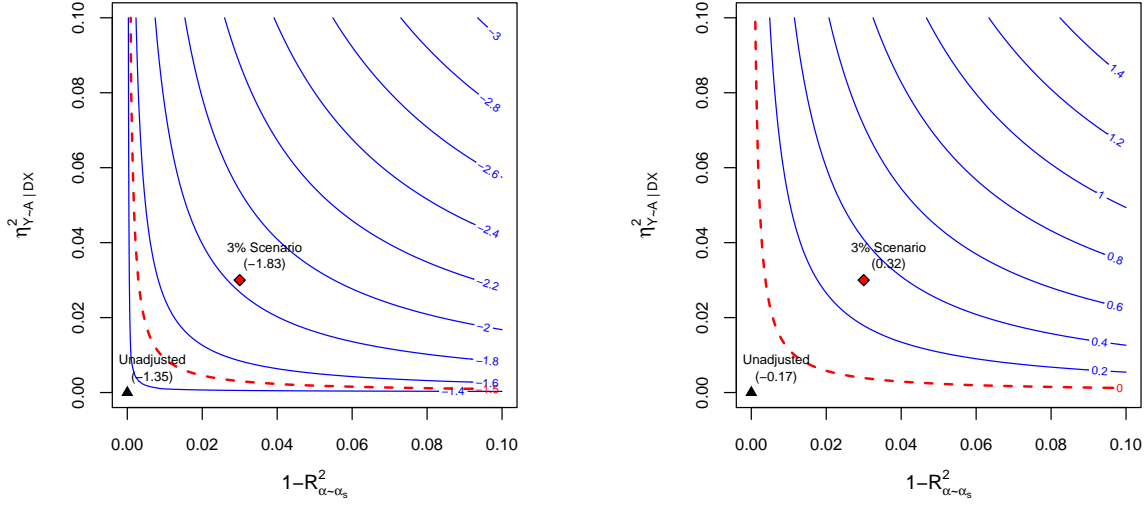 0.00 0.02 0.04 0.06 0.08 0.10
η²Y~A | DX
−3
−2.8
−2.6
−2.4
−2.2
−2
−1.8
−1.6
−1.5
−1.4
3% Scenario
(−1.83)
Unadjusted
(−1.35)
0.00 0.02 0.04 0.06 0.08 0.10
1−R²α~αs
0.00 0.02 0.04 0.06 0.08 0.10
η²Y~A | DX
1.4
1.2
1
0.8
0.6
0.4
0.2
0
3% Scenario
(0.32)
Unadjusted
(−0.17)
0.00 0.02 0.04 0.06 0.08 0.10
1−R²α~αs